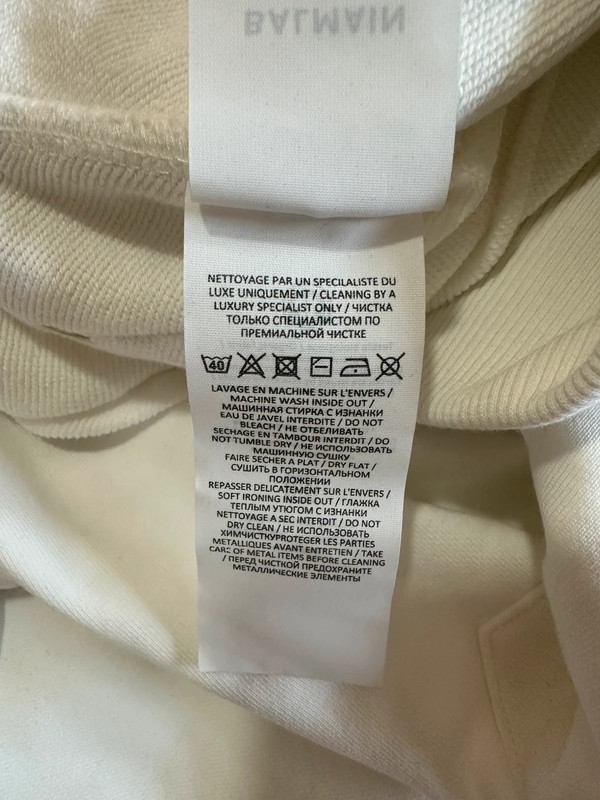 BALMAIN
NETTOYAGE PAR UN SPECILALISTE DU
LUXE UNIQUEMENT / CLEANING BY A
LUXURY SPECIALIST ONLY / ЧИСТКА
ТОЛЬКО СПЕЦИАЛИСТОМ ПО
ПРЕМИАЛЬНОЙ ЧИСТКЕ
40
LAVAGE EN MACHINE SUR L'ENVERS /
MACHINE WASH INSIDE OUT /
МАШИННАЯ СТИРКА С ИЗНАНКИ
EAU DE JAVEL INTERDITE / DO NOT
BLEACH / НЕ ОТБЕЛИВАТЬ
SECHAGE EN TAMBOUR INTERDIT / DO
NOT TUMBLE DRY / НЕ ИСПОЛЬЗОВАТЬ
МАШИННУЮ СУШКУ
FAIRE SECHER A PLAT / DRY FLAT /
СУШИТЬ В ГОРИЗОНТАЛЬНОМ
ПОЛОЖЕНИИ
REPASSER DELICATEMENT SUR L'ENVERS /
SOFT IRONING INSIDE OUT / ГЛАЖКА
ТЕПЛЫМ УТЮГОМ С ИЗНАНКИ
NETTOYAGE A SEC INTERDIT / DO NOT
DRY CLEAN / НЕ ИСПОЛЬЗОВАТЬ
ХИМЧИСТКУPROTEGER LES PARTIES
METALLIQUES AVANT ENTRETIEN / TAKE
CARE OF METAL ITEMS BEFORE CLEANING
/ ПЕРЕД ЧИСТКОЙ ПРЕДОХРАНИТЕ
МЕТАЛЛИЧЕСКИЕ ЭЛЕМЕНТЫ